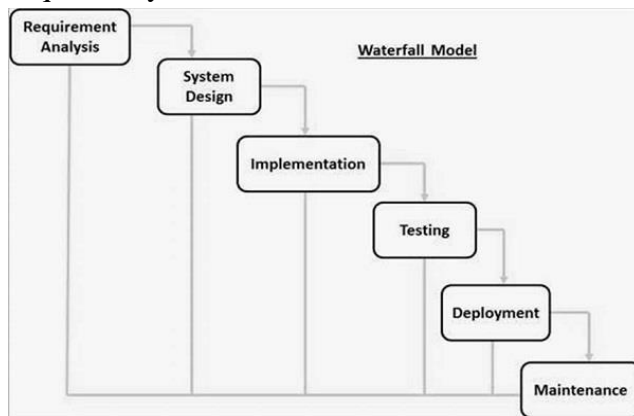 Requirement
Analysis
Waterfall Model
System
Design
Implementation
Testing
Deployment
Maintenance